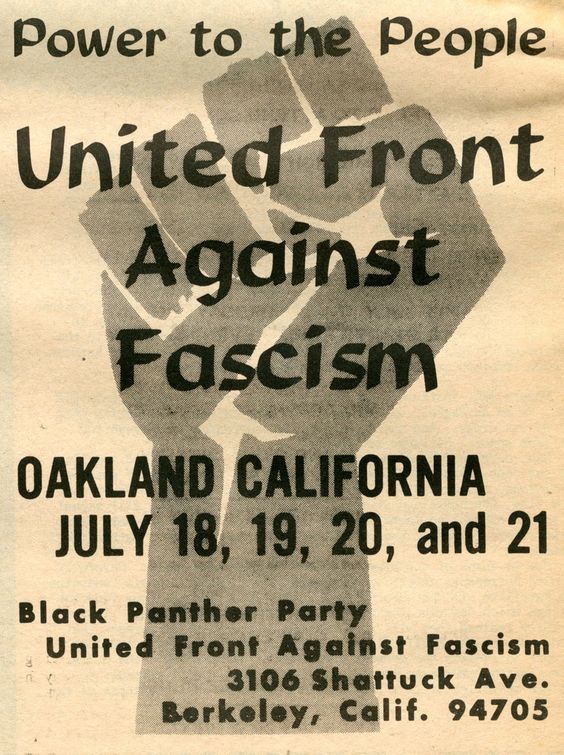 Power to the People
United Front
Against
Fascism
OAKLAND CALIFORNIA
JULY 18, 19, 20, and 21
Black Panther Party
United Front Against Fascism
3106 Shattuck Ave.
Berkeley, Calif. 94705